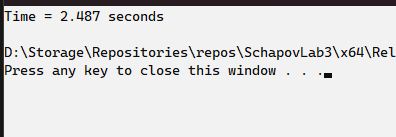 Time = 2.487 seconds
D:\Storage\Repositories\repos\SchapovLab3\x64\Rel
Press any key to close this window . . .